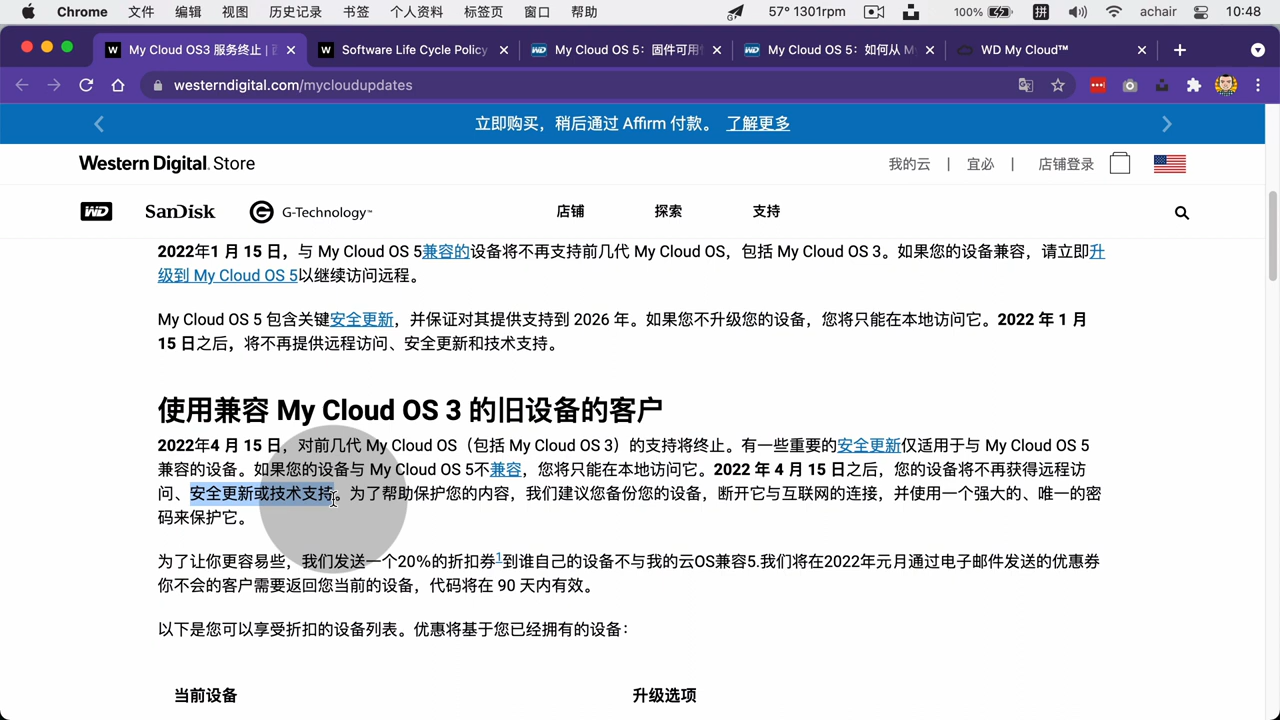 Chrome 文件 编辑 视图 历史记录 书签 个人资料 标签页 窗口 帮助 57° 1301rpm 100% 拼 achair 10:48
My Cloud OS3 服务终止 | Software Life Cycle Policy My Cloud OS 5：固件可用 My Cloud OS 5：如何从 M WD My Cloud™
westerndigital.com/mycloudupdates
立即购买，稍后通过 Affirm 付款。 了解更多
Western Digital. Store 我的云 | 宜必 | 店铺登录
WD SanDisk G-Technology™ 店铺 探索 支持
2022年1 月 15 日，与 My Cloud OS 5兼容的设备将不再支持前几代 My Cloud OS，包括 My Cloud OS 3。如果您的设备兼容，请立即升
级到 My Cloud OS 5以继续访问远程。
My Cloud OS 5 包含关键安全更新，并保证对其提供支持到 2026 年。如果您不升级您的设备，您将只能在本地访问它。2022 年 1 月
15 日之后，将不再提供远程访问、安全更新和技术支持。
使用兼容 My Cloud OS 3 的旧设备的客户
2022年4 月 15 日，对前几代 My Cloud OS（包括 My Cloud OS 3）的支持将终止。有一些重要的安全更新仅适用于与 My Cloud OS 5
兼容的设备。如果您的设备与 My Cloud OS 5不兼容，您将只能在本地访问它。2022 年 4 月 15 日之后，您的设备将不再获得远程访
问、安全更新或技术支持。为了帮助保护您的内容，我们建议您备份您的设备，断开它与互联网的连接，并使用一个强大的、唯一的密
码来保护它。
为了让你更容易些，我们发送一个20%的折扣券1到谁自己的设备不与我的云OS兼容5.我们将在2022年元月通过电子邮件发送的优惠券
你不会的客户需要返回您当前的设备，代码将在 90 天内有效。
以下是您可以享受折扣的设备列表。优惠将基于您已经拥有的设备：
当前设备 升级选项